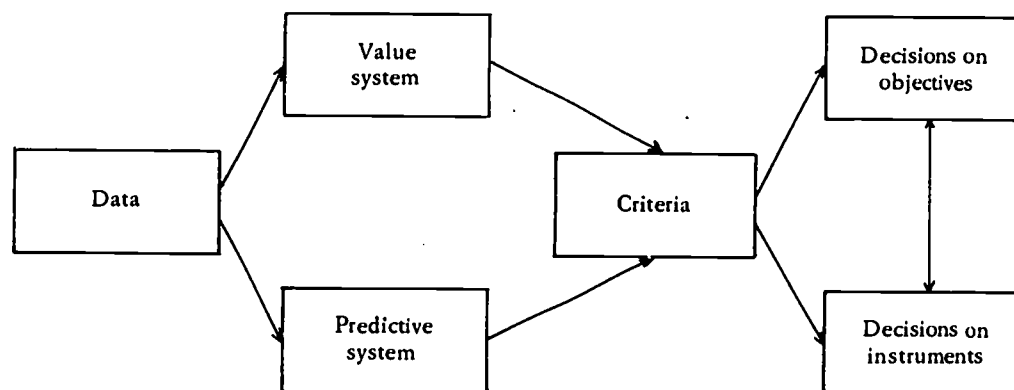 Value
system
Decisions on
objectives
Data
Criteria
Predictive
system
Decisions on
instruments